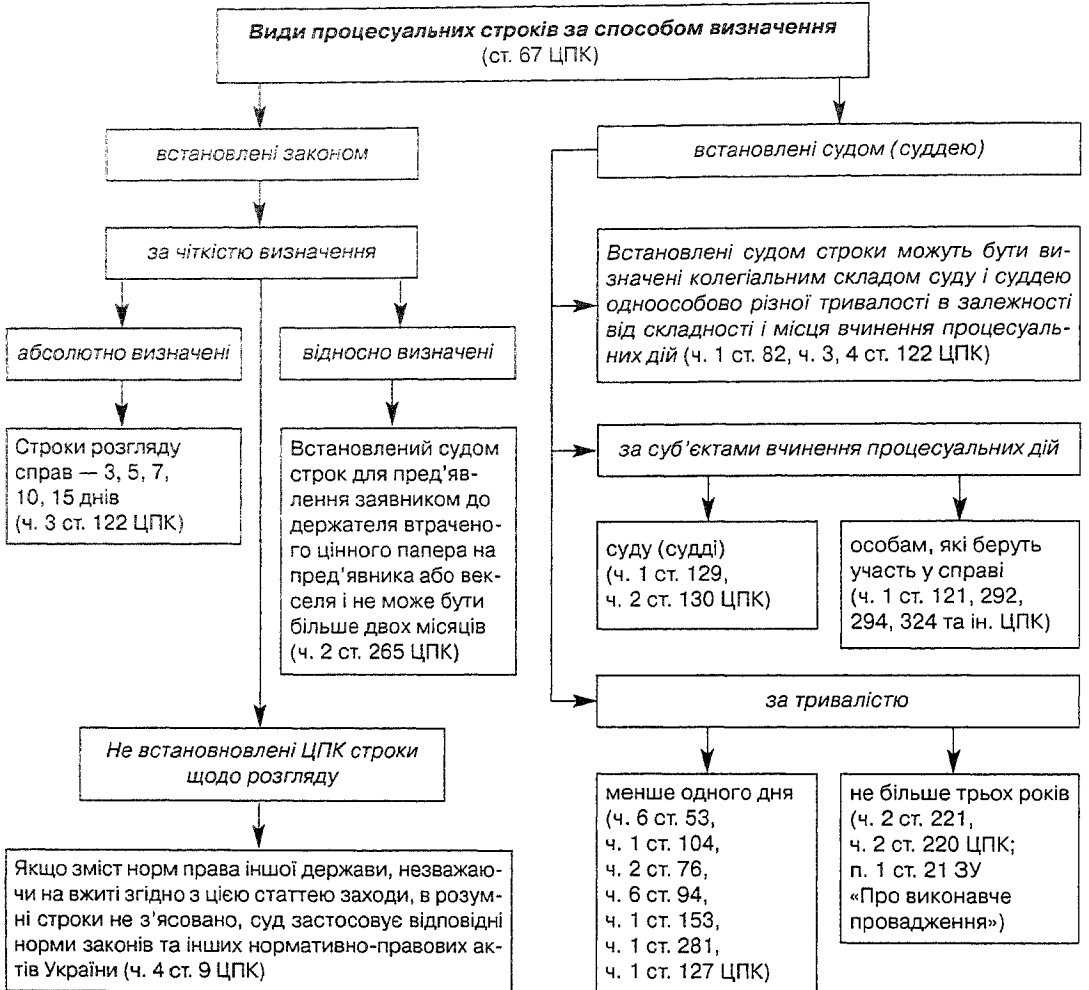 Види процесуальних строків за способом визначення
(ст. 67 ЦПК)
встановлені законом
за чіткістю визначення
абсолютно визначені
відносно визначені
Строки розгляду
справ — 3, 5, 7,
10, 15 днів
(ч. 3 ст. 122 ЦПК)
Встановлений судом
строк для пред’яв-
лення заявником до
держателя втрачено-
го цінного папера на
пред’явника або век-
селя і не може бути
більше двох місяців
(ч. 2 ст. 265 ЦПК)
Не встановновлені ЦПК строки
щодо розгляду
Якщо зміст норм права іншої держави, незважаю-
чи на вжиті згідно з цією статтею заходи, в розум-
ні строки не з’ясовано, суд застосовує відповідні
норми законів та інших нормативно-правових ак-
тів України (ч. 4 ст. 9 ЦПК)
встановлені судом (суддею)
Встановлені судом строки можуть бути ви-
значені колегіальним складом суду і суддею
одноособово різної тривалості в залежності
від складності і місця вчинення процесуаль-
них дій (ч. 1 ст. 82, ч. 3, 4 ст. 122 ЦПК)
за суб’єктами вчинення процесуальних дій
суду (судді)
(ч. 1 ст. 129,
ч. 2 ст. 130 ЦПК)
особам, які беруть
участь у справі
(ч. 1 ст. 121, 292,
294, 324 та ін. ЦПК)
за тривалістю
менше одного дня
(ч. 6 ст. 53,
ч. 1 ст. 104,
ч. 2 ст. 76,
ч. 6 ст. 94,
ч. 1 ст. 153,
ч. 1 ст. 281,
ч. 1 ст. 127 ЦПК)
не більше трьох років
(ч. 2 ст. 221,
ч. 2 ст. 220 ЦПК;
п. 1 ст. 21 ЗУ
«Про виконавче
провадження»)